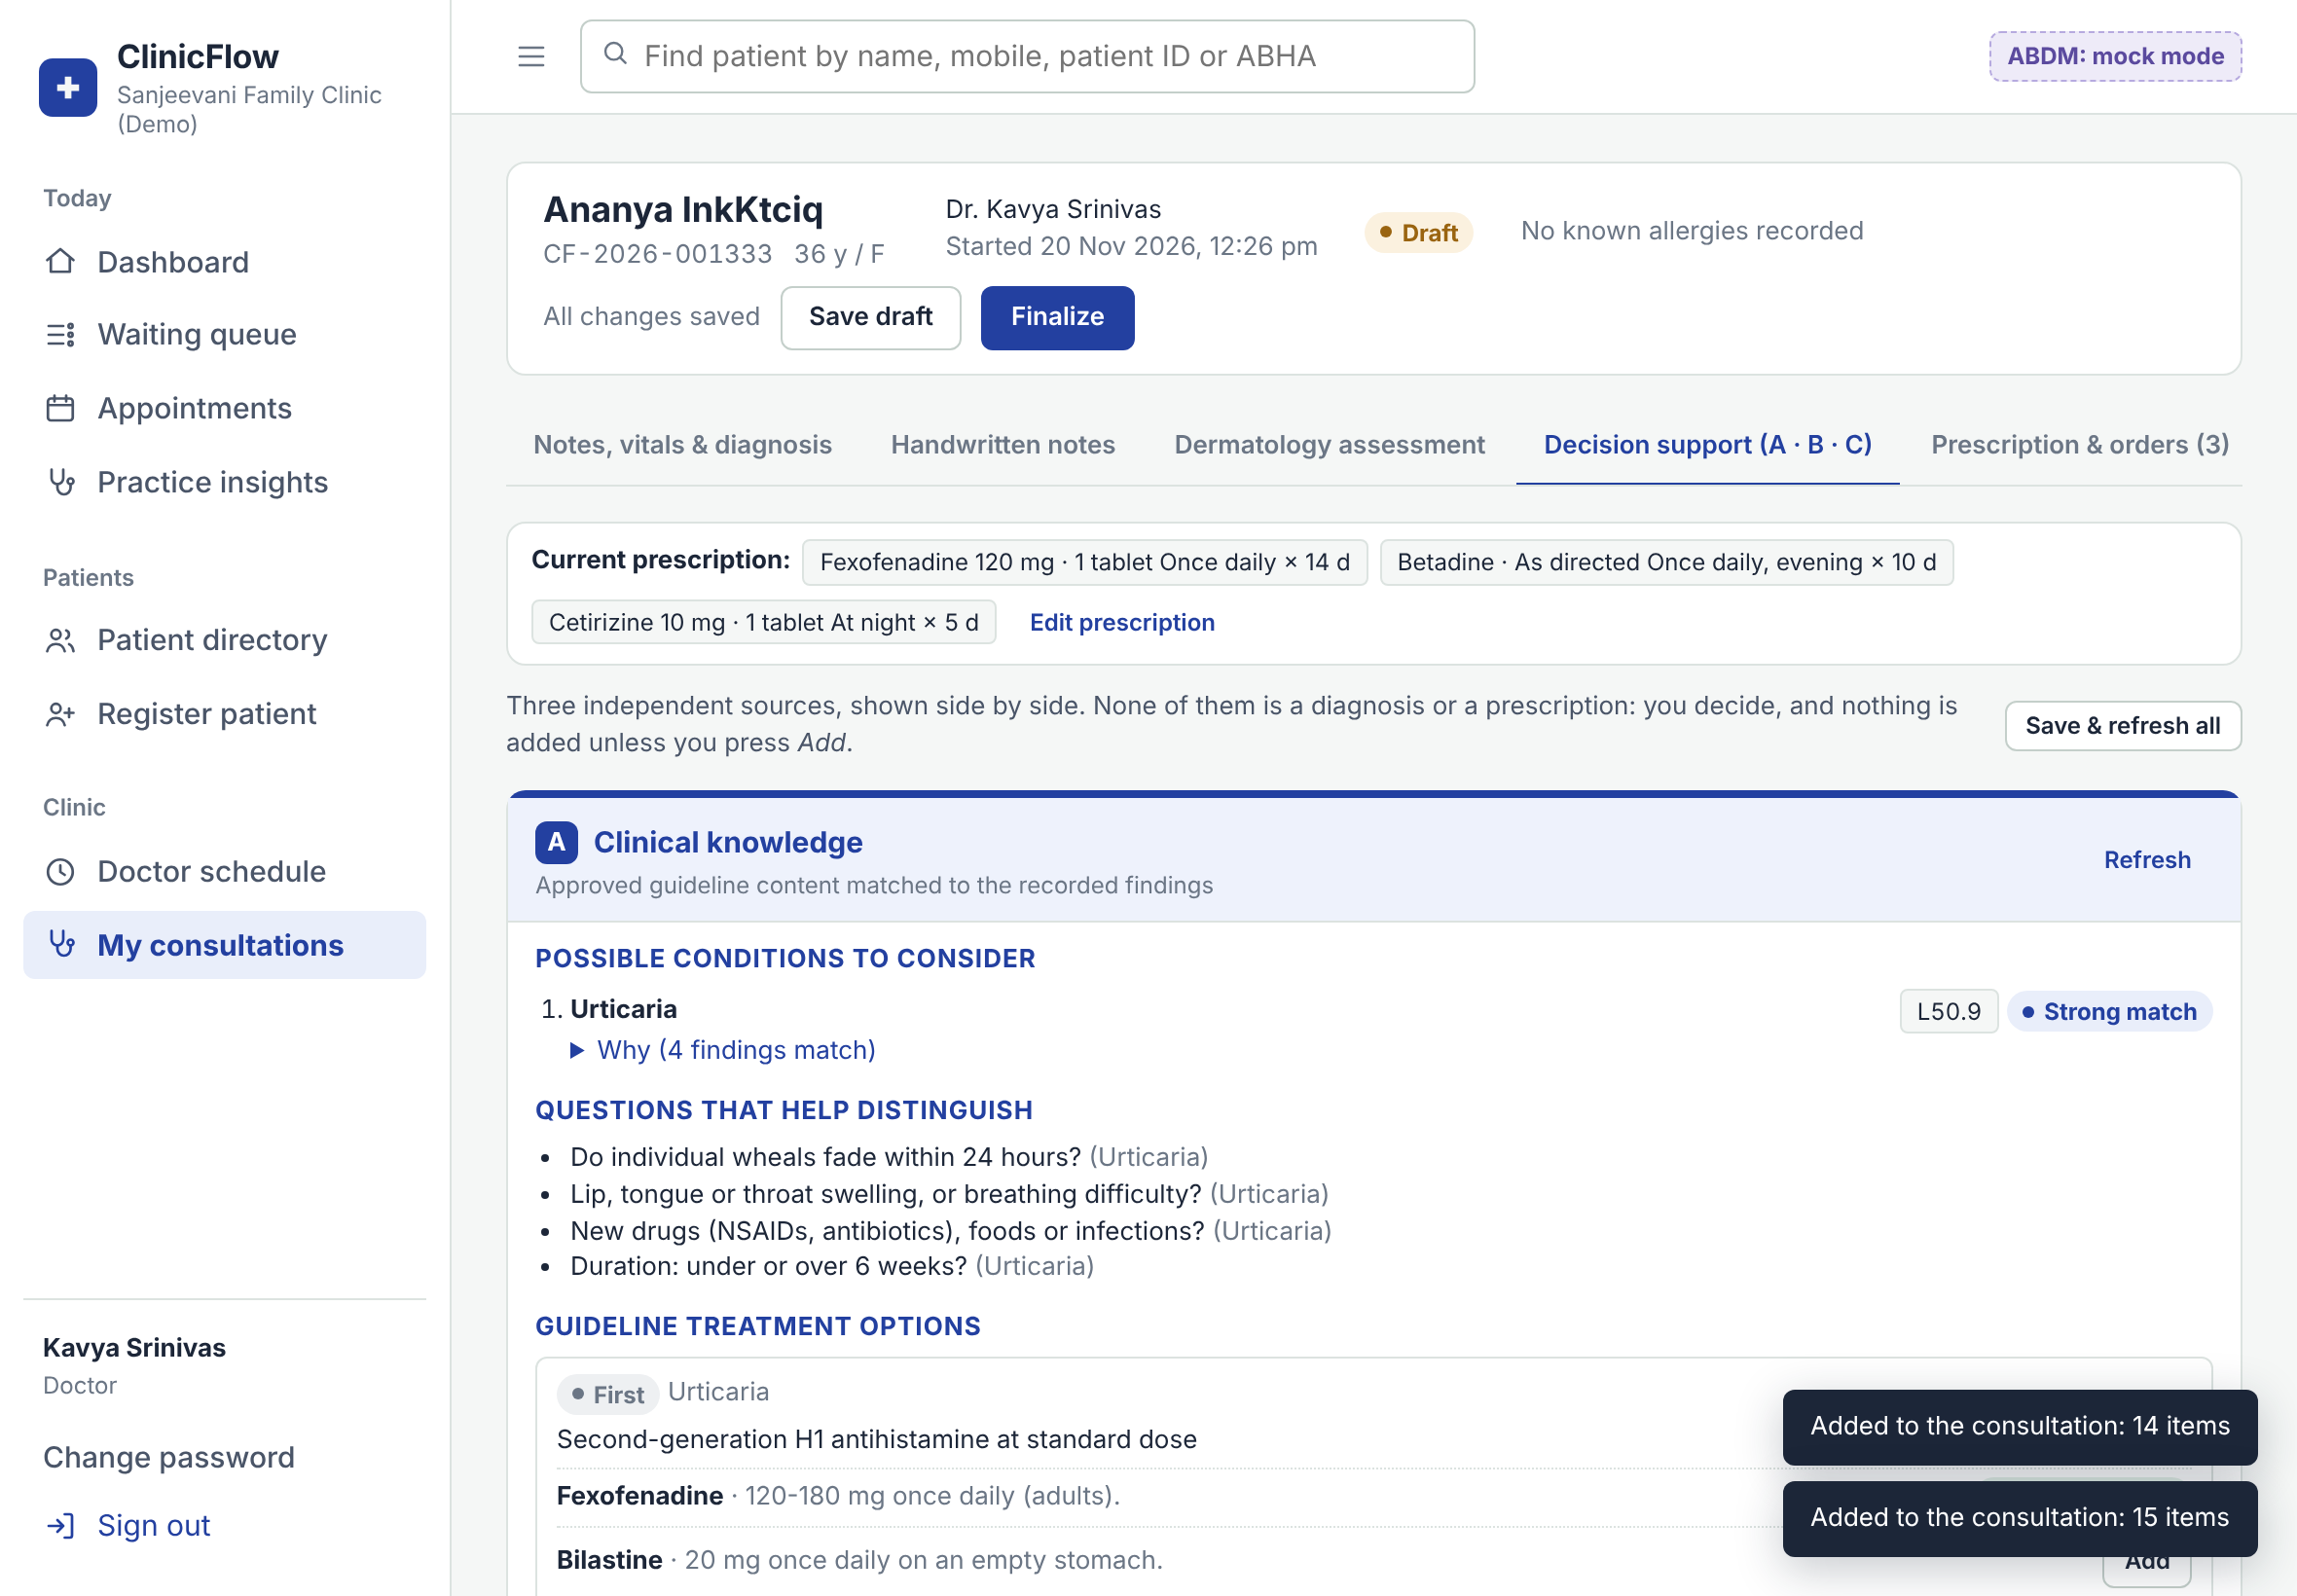 ClinicFlow
Sanjeevani Family Clinic
(Demo)
Today
Dashboard
Waiting queue
Appointments
Practice insights
Patients
Patient directory
Register patient
Clinic
Doctor schedule
My consultations
Kavya Srinivas
Doctor
Change password
Sign out
Find patient by name, mobile, patient ID or ABHA
ABDM: mock mode
Ananya InkKtciq
CF-2026-001333 36 y / F
Dr. Kavya Srinivas
Started 20 Nov 2026, 12:26 pm
Draft
No known allergies recorded
All changes saved
Save draft
Finalize
Notes, vitals & diagnosis
Handwritten notes
Dermatology assessment
Decision support (A · B · C)
Prescription & orders (3)
Current prescription: Fexofenadine 120 mg · 1 tablet Once daily × 14 d Betadine · As directed Once daily, evening × 10 d
Cetirizine 10 mg · 1 tablet At night × 5 d Edit prescription
Three independent sources, shown side by side. None of them is a diagnosis or a prescription: you decide, and nothing is
added unless you press Add.
Save & refresh all
A Clinical knowledge
Approved guideline content matched to the recorded findings
Refresh
POSSIBLE CONDITIONS TO CONSIDER
1. Urticaria
L50.9 Strong match
Why (4 findings match)
QUESTIONS THAT HELP DISTINGUISH
• Do individual wheals fade within 24 hours? (Urticaria)
• Lip, tongue or throat swelling, or breathing difficulty? (Urticaria)
• New drugs (NSAIDs, antibiotics), foods or infections? (Urticaria)
• Duration: under or over 6 weeks? (Urticaria)
GUIDELINE TREATMENT OPTIONS
First Urticaria
Second-generation H1 antihistamine at standard dose
Fexofenadine · 120-180 mg once daily (adults).
Bilastine · 20 mg once daily on an empty stomach.
Add
Added to the consultation: 14 items
Added to the consultation: 15 items